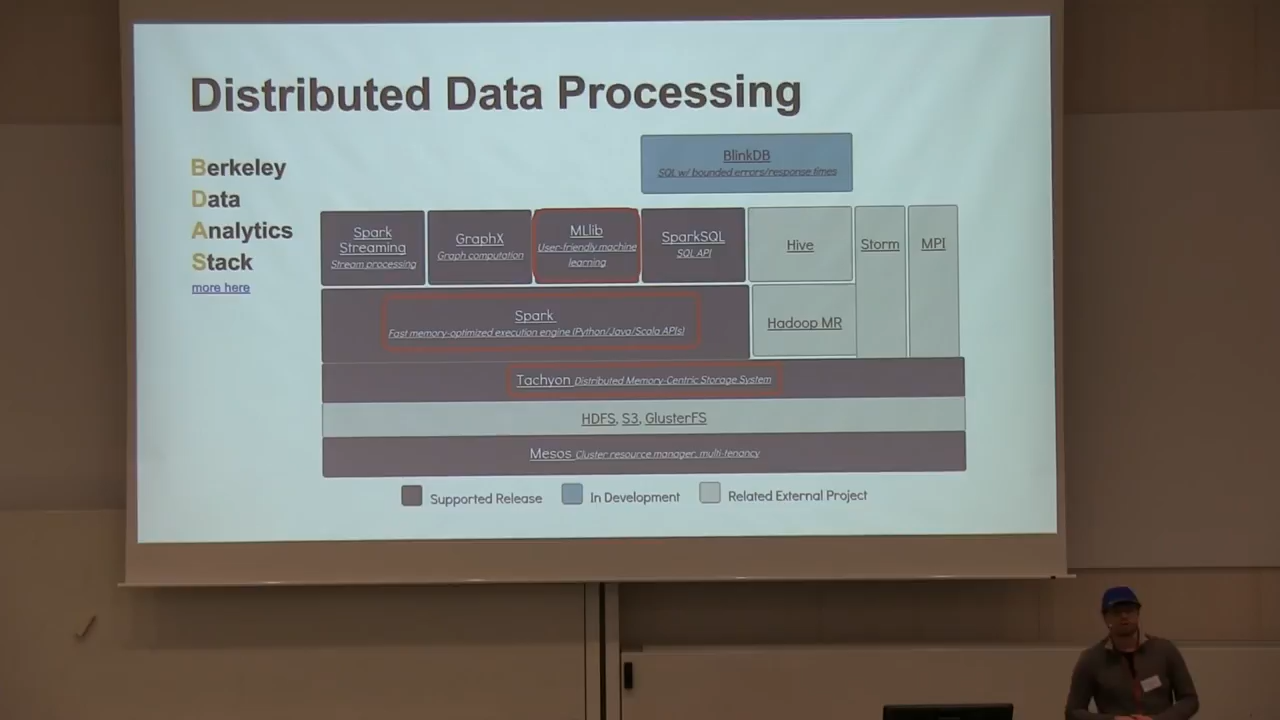 Distributed Data Processing
Berkeley
Data
Analytics
Stack
more here
BlinkDB
SQL w/ bounded errors/response times
Spark
Streaming
Stream processing
GraphX
Graph computation
MLlib
User-friendly machine
learning
SparkSQL
SQL API
Hive
Storm
MPI
Spark
Fast memory-optimized execution engine (Python/Java/Scala APIs)
Hadoop MR
Tachyon Distributed Memory-Centric Storage System
HDFS, S3, GlusterFS
Mesos Cluster resource manager, multi-tenancy
Supported Release
In Development
Related External Project